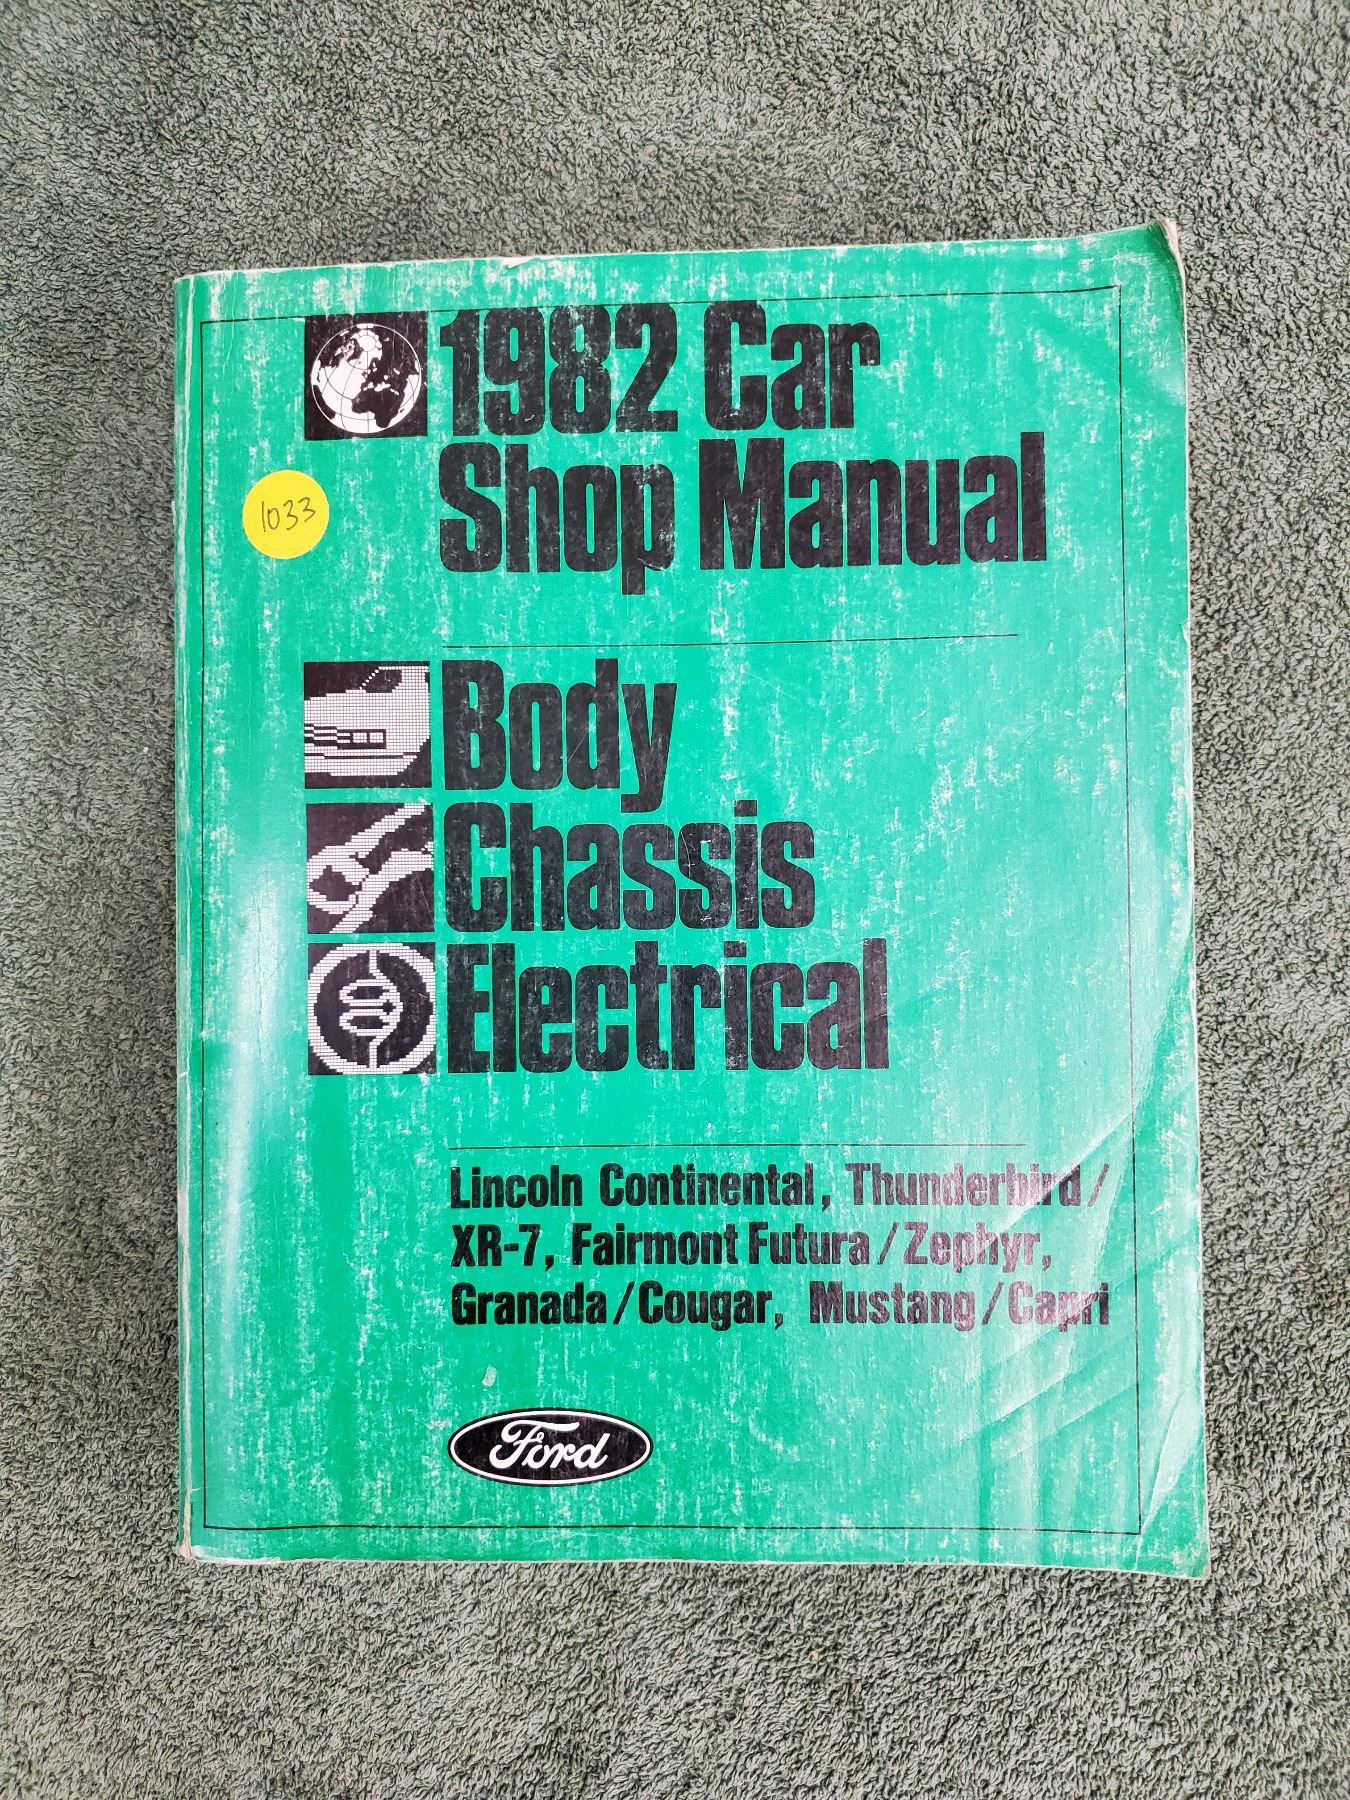 1982 Car
Shop Manual
1033
Body
Chassis
Electrical
Lincoln Continental, Thunderbird/
XR-7, Fairmont Futura/Zephyr,
Granada/Cougar, Mustang/Capri
Ford